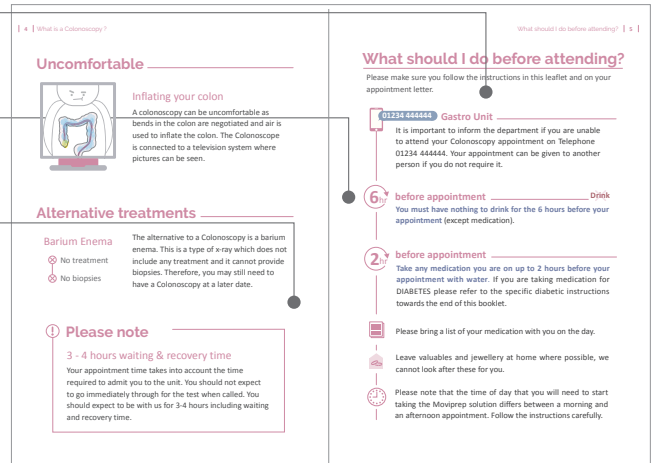 4 | What is a Colonoscopy ?
Uncomfortable
Inflating your colon
A colonoscopy can be uncomfortable as
bends in the colon are negotiated and air is
used to inflate the colon. The Colonoscope
is connected to a television system where
pictures can be seen.
Alternative treatments
Barium Enema
No treatment
No biopsies
The alternative to a Colonoscopy is a barium
enema. This is a type of x-ray which does not
include any treatment and it cannot provide
biopsies. Therefore, you may still need to
have a Colonoscopy at a later date.
! Please note
3 - 4 hours waiting & recovery time
Your appointment time takes into account the time
required to admit you to the unit. You should not expect
to go immediately through for the test when called. You
should expect to be with us for 3-4 hours including waiting
and recovery time.
What should I do before attending? | 5
What should I do before attending?
Please make sure you follow the instructions in this leaflet and on your
appointment letter.
01234 444444 Gastro Unit
It is important to inform the department if you are unable
to attend your Colonoscopy appointment on Telephone
01234 444444. Your appointment can be given to another
person if you do not require it.
6hr before appointment Drink
You must have nothing to drink for the 6 hours before your
appointment (except medication).
2hr before appointment
Take any medication you are on up to 2 hours before your
appointment with water. If you are taking medication for
DIABETES please refer to the specific diabetic instructions
towards the end of this booklet.
Please bring a list of your medication with you on the day.
Leave valuables and jewellery at home where possible, we
cannot look after these for you.
Please note that the time of day that you will need to start
taking the Moviprep solution differs between a morning and
an afternoon appointment. Follow the instructions carefully.